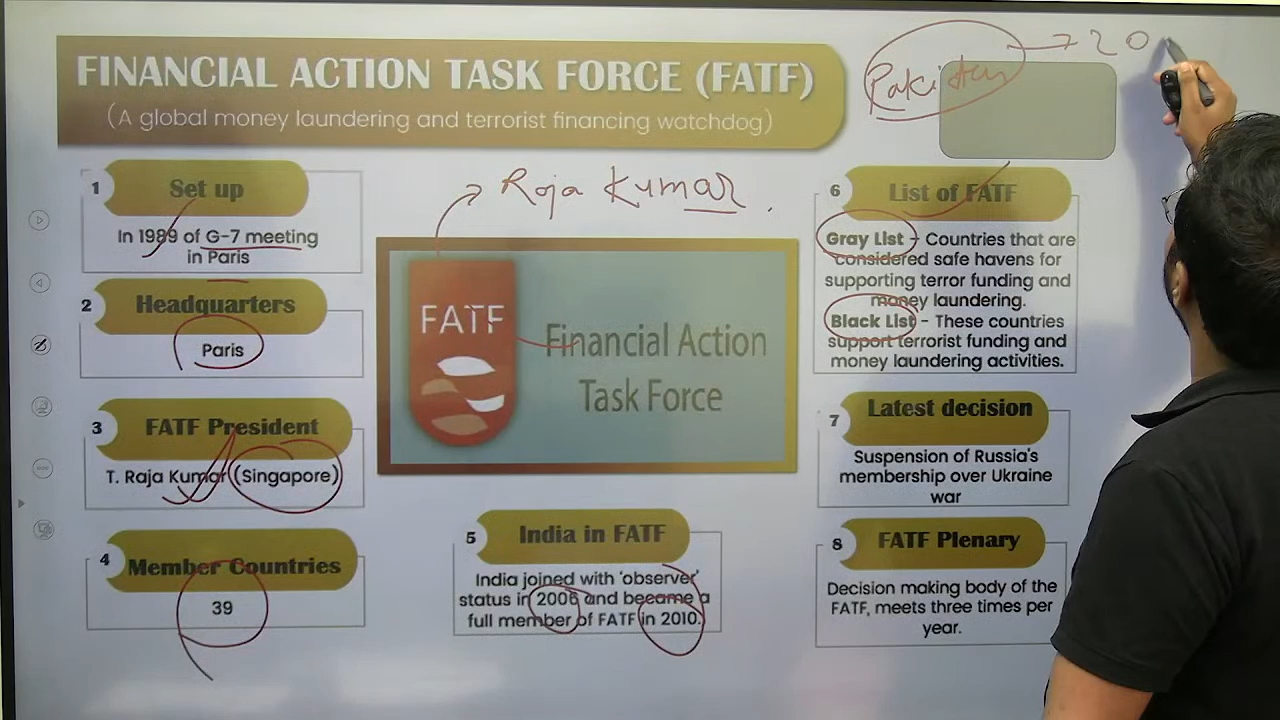 FINANCIAL ACTION TASK FORCE (FATF)
(A global money laundering and terrorist financing watchdog)
Pakistan → 20
1
Set up
In 1989 of G-7 meeting
in Paris
2
Headquarters
Paris
3
FATF President
T. Raja Kumar (Singapore)
4
Member Countries
39
Raja Kumar.
FATF
Financial Action
Task Force
5
India in FATF
India joined with 'observer'
status in 2006 and became a
full member of FATF in 2010.
6
List of FATF
Gray List - Countries that are
considered safe havens for
supporting terror funding and
money laundering.
Black List - These countries
support terrorist funding and
money laundering activities.
7
Latest decision
Suspension of Russia's
membership over Ukraine
war
8
FATF Plenary
Decision making body of the
FATF, meets three times per
year.